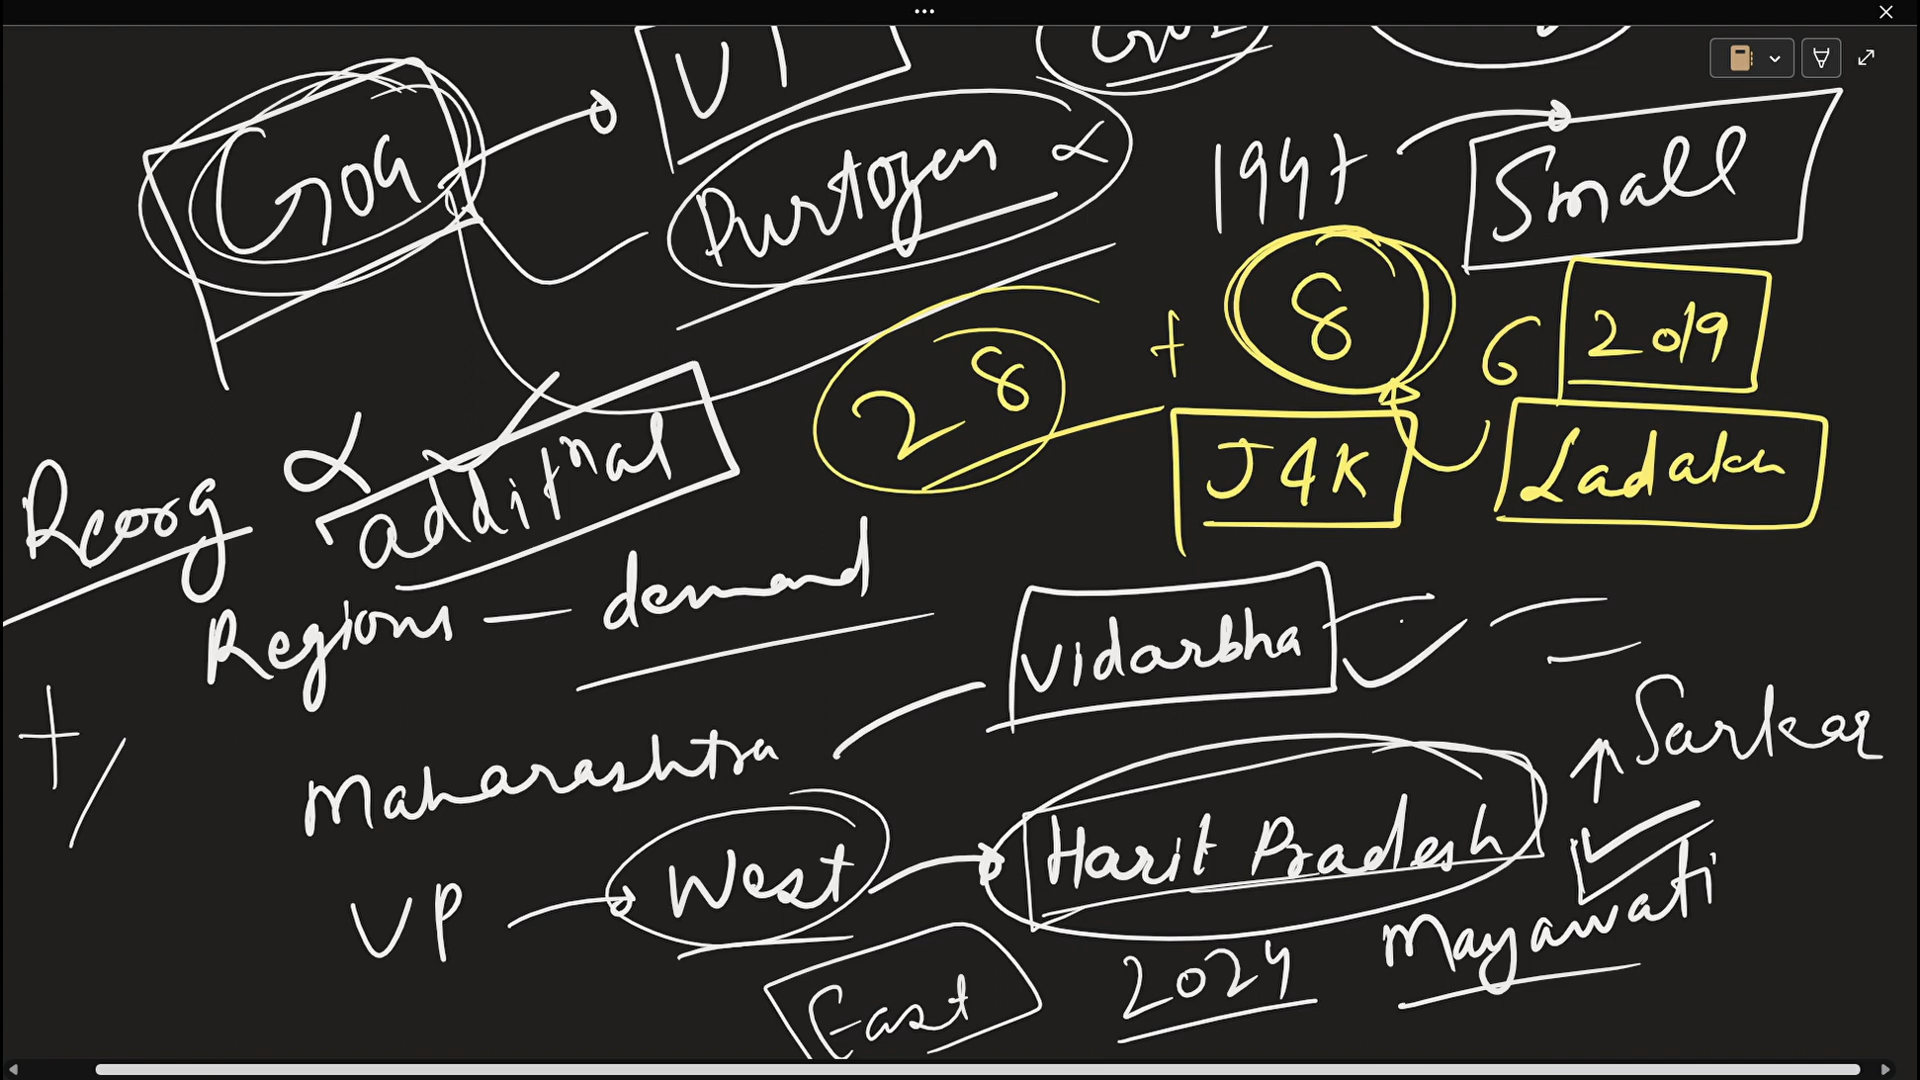 Goa UT
Purtogen
1947 Small
28 + 8 6 2019
J4K Ladakh
Reorg additnal
Regions — demand
Vidarbha
Maharashtra
Sarkar
UP West Harit Pradesh
Mayawati
East 2024